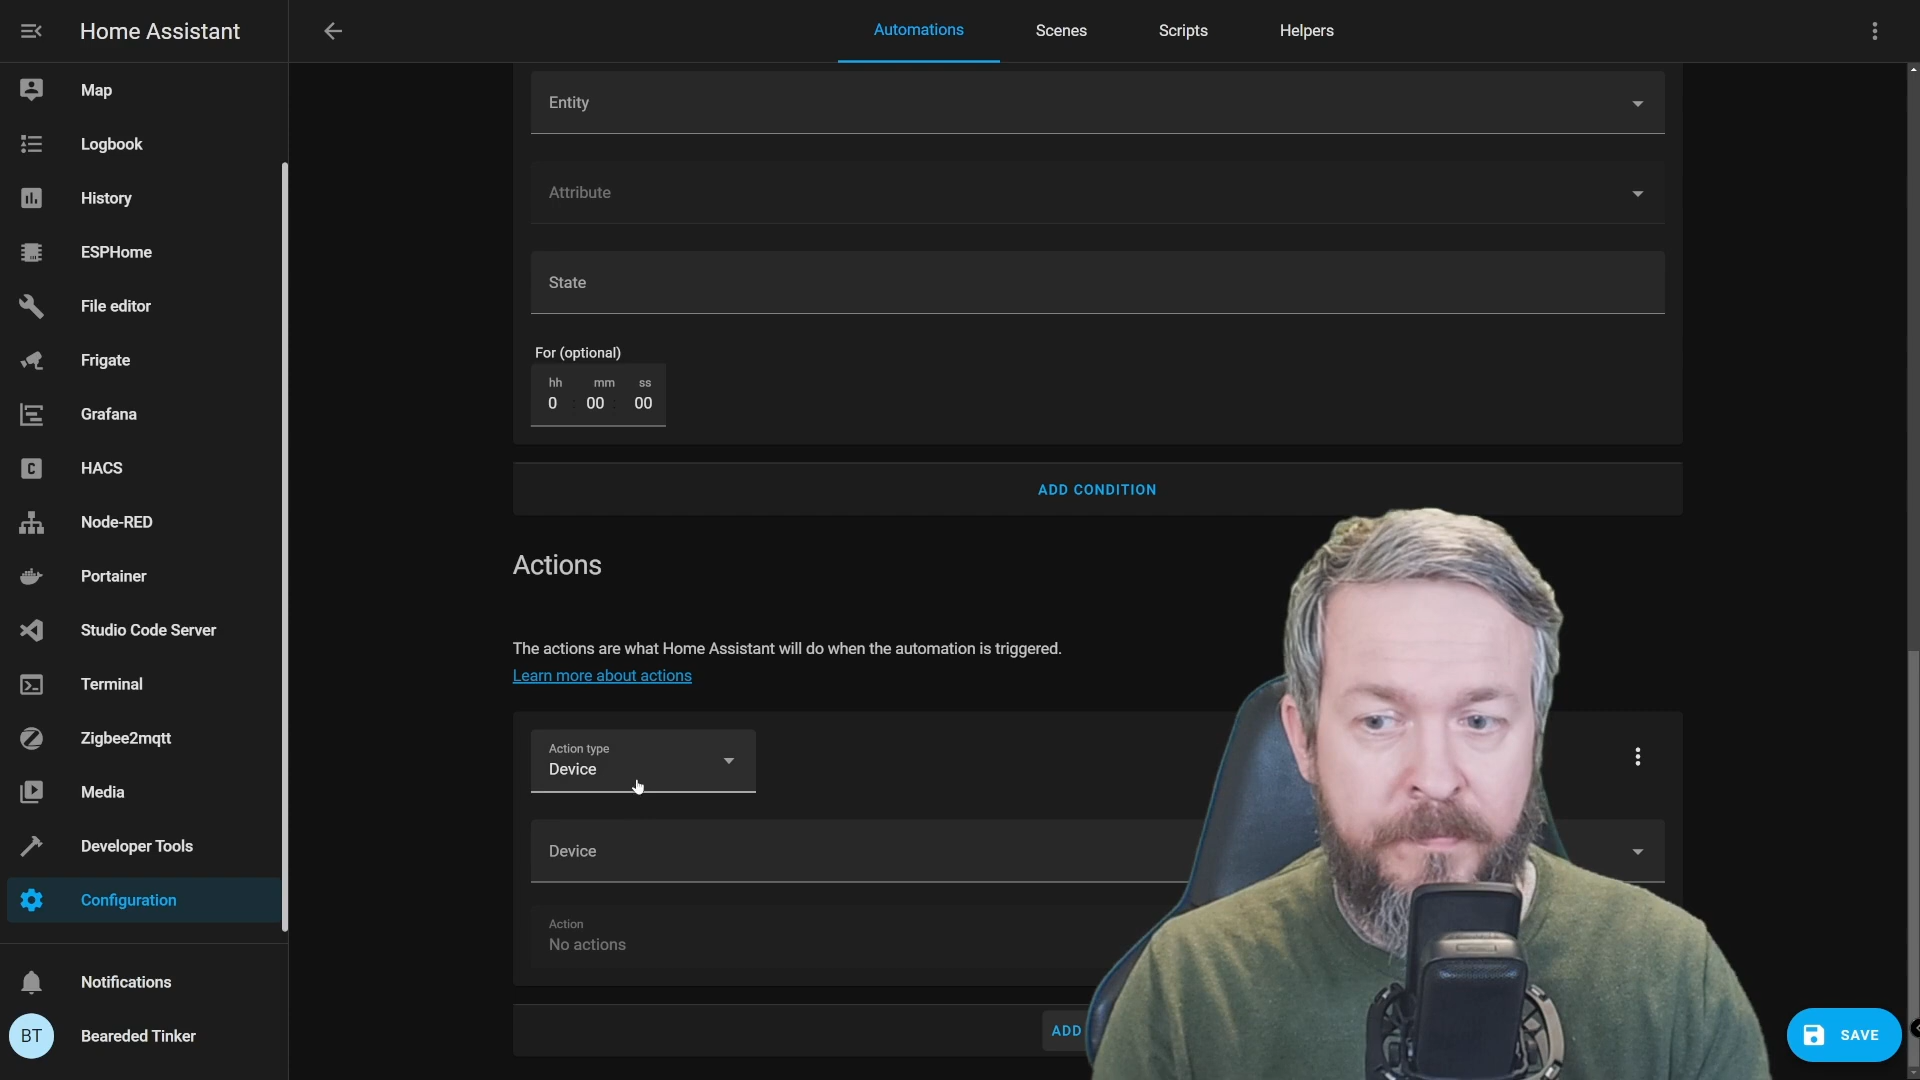 Home Assistant
Automations
Scenes
Scripts
Helpers
Map
Logbook
History
ESPHome
File editor
Frigate
Grafana
C
HACS
Node-RED
Portainer
Studio Code Server
Terminal
Zigbee2mqtt
Media
Developer Tools
Configuration
Notifications
BT
Beareded Tinker
Entity
Attribute
State
For (optional)
hh mm ss
0 : 00 : 00
ADD CONDITION
Actions
The actions are what Home Assistant will do when the automation is triggered.
Learn more about actions
Action type
Device
Device
Action
No actions
ADD
SAVE